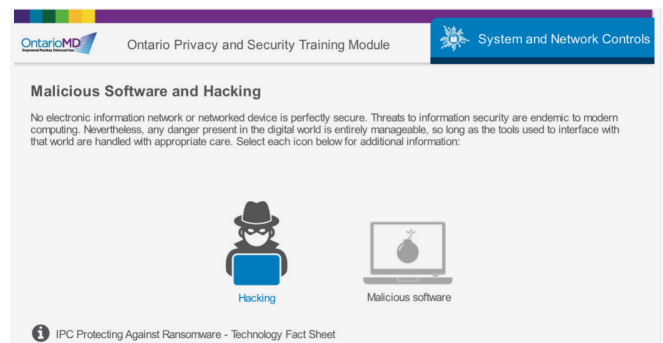 OntarioMD
Empowered Practices. Enhanced Care.
Ontario Privacy and Security Training Module
System and Network Controls
Malicious Software and Hacking
No electronic information network or networked device is perfectly secure. Threats to information security are endemic to modern
computing. Nevertheless, any danger present in the digital world is entirely manageable, so long as the tools used to interface with
that world are handled with appropriate care. Select each icon below for additional information:
Hacking
Malicious software
IPC Protecting Against Ransomware - Technology Fact Sheet